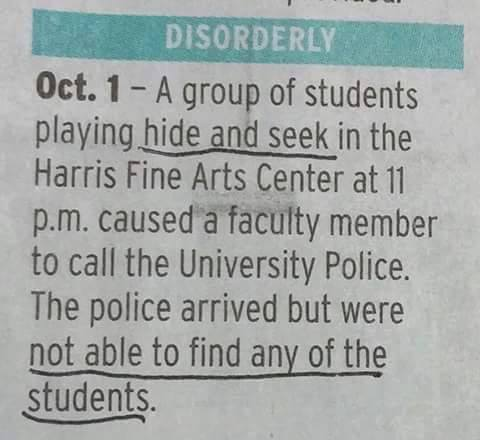 DISORDERLY
Oct. 1 – A group of students
playing hide and seek in the
Harris Fine Arts Center at 11
p.m. caused a faculty member
to call the University Police.
The police arrived but were
not able to find any of the
students.